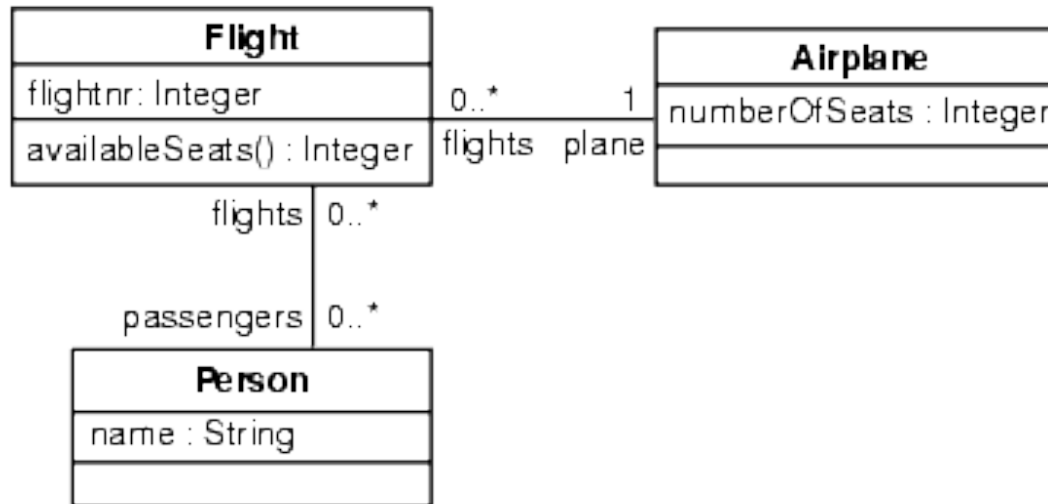 Flight
flightnr: Integer
availableSeats() : Integer
0..* 1
flights plane
Airplane
numberOfSeats : Integer
flights 0..*
passengers 0..*
Person
name : String